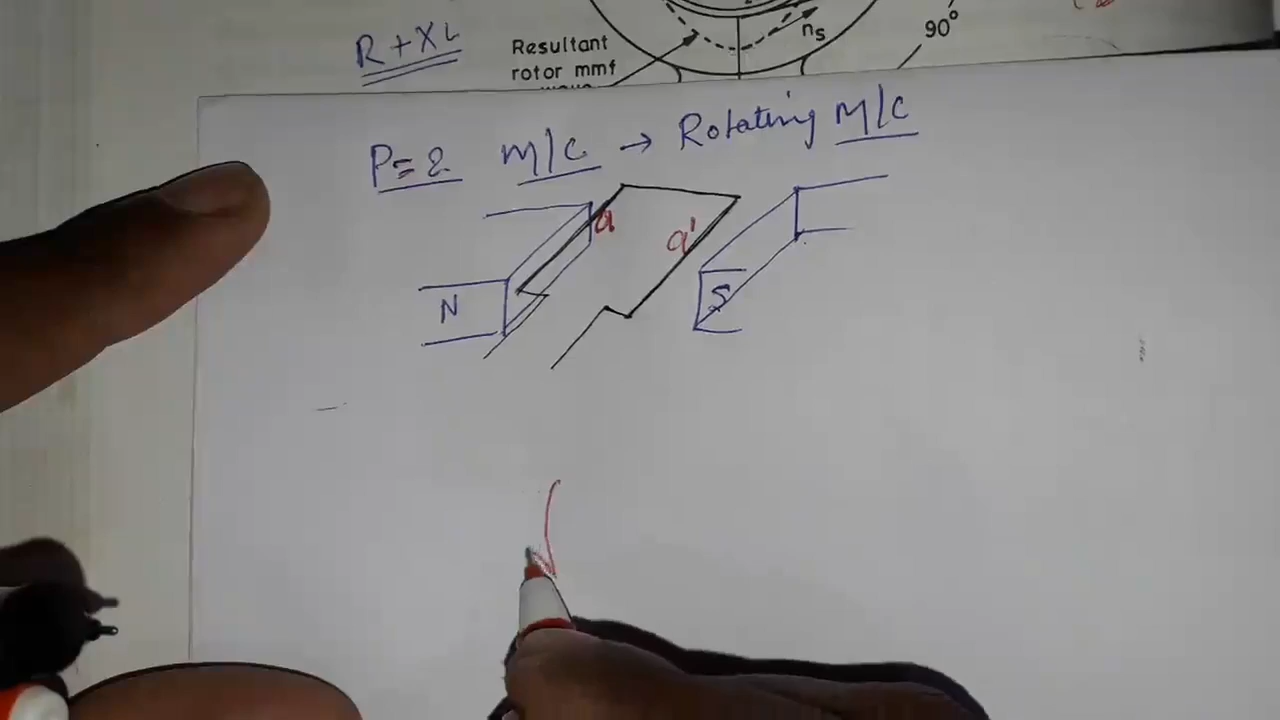 R + XL
Resultant
rotor mmf
ns
90°
P = 2 M/C → Rotating M/C
a
a'
N
S